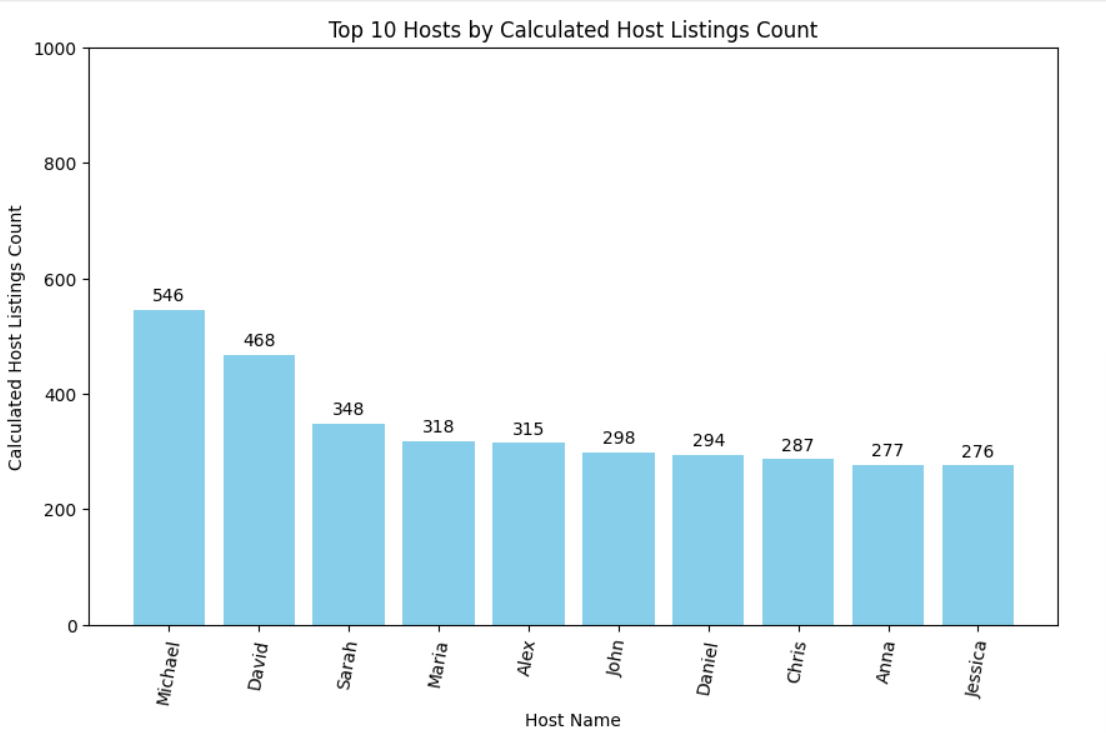 Top 10 Hosts by Calculated Host Listings Count
Calculated Host Listings Count
1000
800
600
400
200
0
546
468
348
318
315
298
294
287
277
276
Michael
David
Sarah
Maria
Alex
John
Daniel
Chris
Anna
Jessica
Host Name